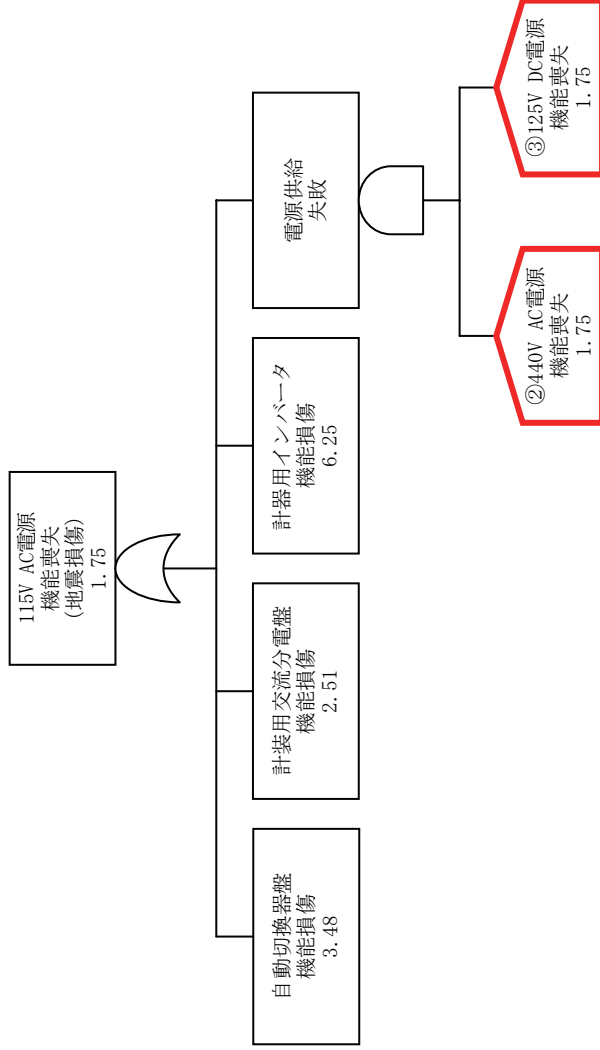 115V AC電源
機能喪失
(地震損傷)
1.75
自動切換器盤
機能損傷
3.48
計装用交流分電盤
機能損傷
2.51
計器用インバータ
機能損傷
6.25
電源供給
失敗
②440V AC電源
機能喪失
1.75
③125V DC電源
機能喪失
1.75